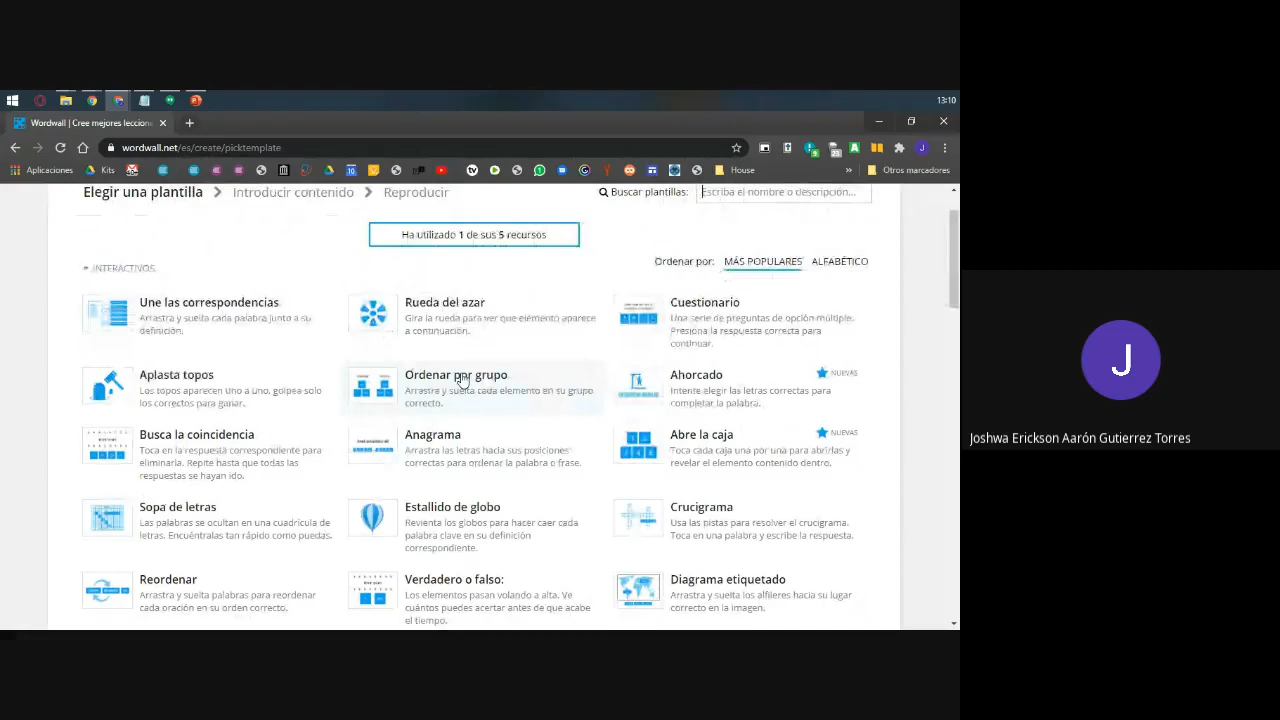 13:10
Wordwall | Cree mejores leccione
wordwall.net/es/create/picktemplate
Aplicaciones
Kits
House
»
Otros marcadores
Elegir una plantilla > Introducir contenido > Reproducir
Buscar plantillas:
Escriba el nombre o descripción...
Ha utilizado 1 de sus 5 recursos
INTERACTIVOS
Ordenar por: MÁS POPULARES ALFABÉTICO
Une las correspondencias
Arrastra y suelta cada palabra junto a su
definición.
Rueda del azar
Gira la rueda para ver que elemento aparece
a continuación.
Cuestionario
Una serie de preguntas de opción múltiple.
Presiona la respuesta correcta para
continuar.
Aplasta topos
Los topos aparecen uno a uno, golpea solo
los correctos para ganar.
Ordenar por grupo
Arrastra y suelta cada elemento en su grupo
correcto.
Ahorcado
NUEVAS
Intente elegir las letras correctas para
completar la palabra.
Busca la coincidencia
Toca en la respuesta correspondiente para
eliminarla. Repite hasta que todas las
respuestas se hayan ido.
Anagrama
Arrastra las letras hacia sus posiciones
correctas para ordenar la palabra o frase.
Abre la caja
NUEVAS
Toca cada caja una por una para abrirlas y
revelar el elemento contenido dentro.
Sopa de letras
Las palabras se ocultan en una cuadrícula de
letras. Encuéntralas tan rápido como puedas.
Estallido de globo
Revienta los globos para hacer caer cada
palabra clave en su definición
correspondiente.
Crucigrama
Usa las pistas para resolver el crucigrama.
Toca en una palabra y escribe la respuesta.
Reordenar
Arrastra y suelta palabras para reordenar
cada oración en su orden correcto.
Verdadero o falso:
Los elementos pasan volando a alta. Ve
cuántos puedes acertar antes de que acabe
el tiempo.
Diagrama etiquetado
Arrastra y suelta los alfileres hacia su lugar
correcto en la imagen.
J
Joshwa Erickson Aarón Gutierrez Torres